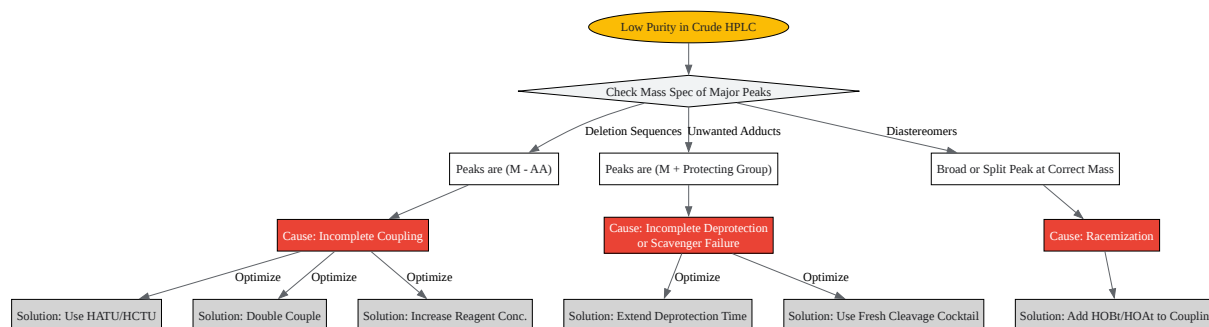 Low Purity in Crude HPLC
Check Mass Spec of Major Peaks
Deletion Sequences
Unwanted Adducts
Diastereomers
Peaks are (M - AA)
Peaks are (M + Protecting Group)
Broad or Split Peak at Correct Mass
Cause: Incomplete Coupling
Cause: Incomplete Deprotection
or Scavenger Failure
Cause: Racemization
Optimize
Optimize
Optimize
Optimize
Optimize
Solution: Use HATU/HCTU
Solution: Double Couple
Solution: Increase Reagent Conc.
Solution: Extend Deprotection Time
Solution: Use Fresh Cleavage Cocktail
Solution: Add HOBt/HOAt to Couplin